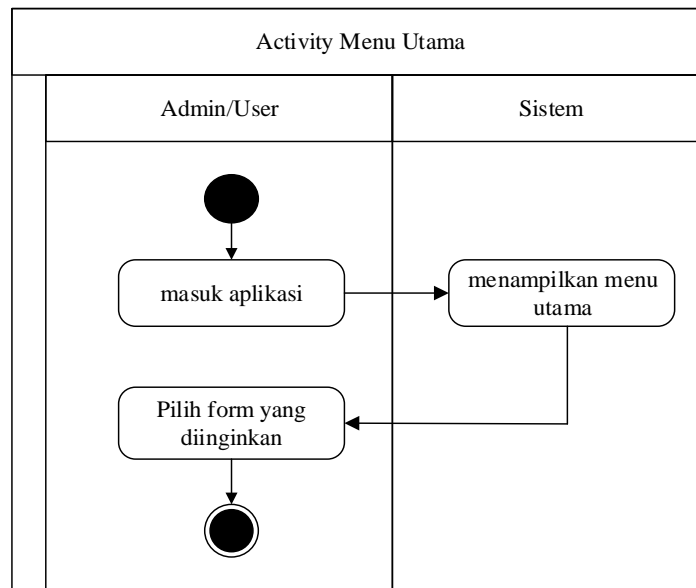 Activity Menu Utama
Admin/User
Sistem
masuk aplikasi
menampilkan menu
utama
Pilih form yang
diinginkan